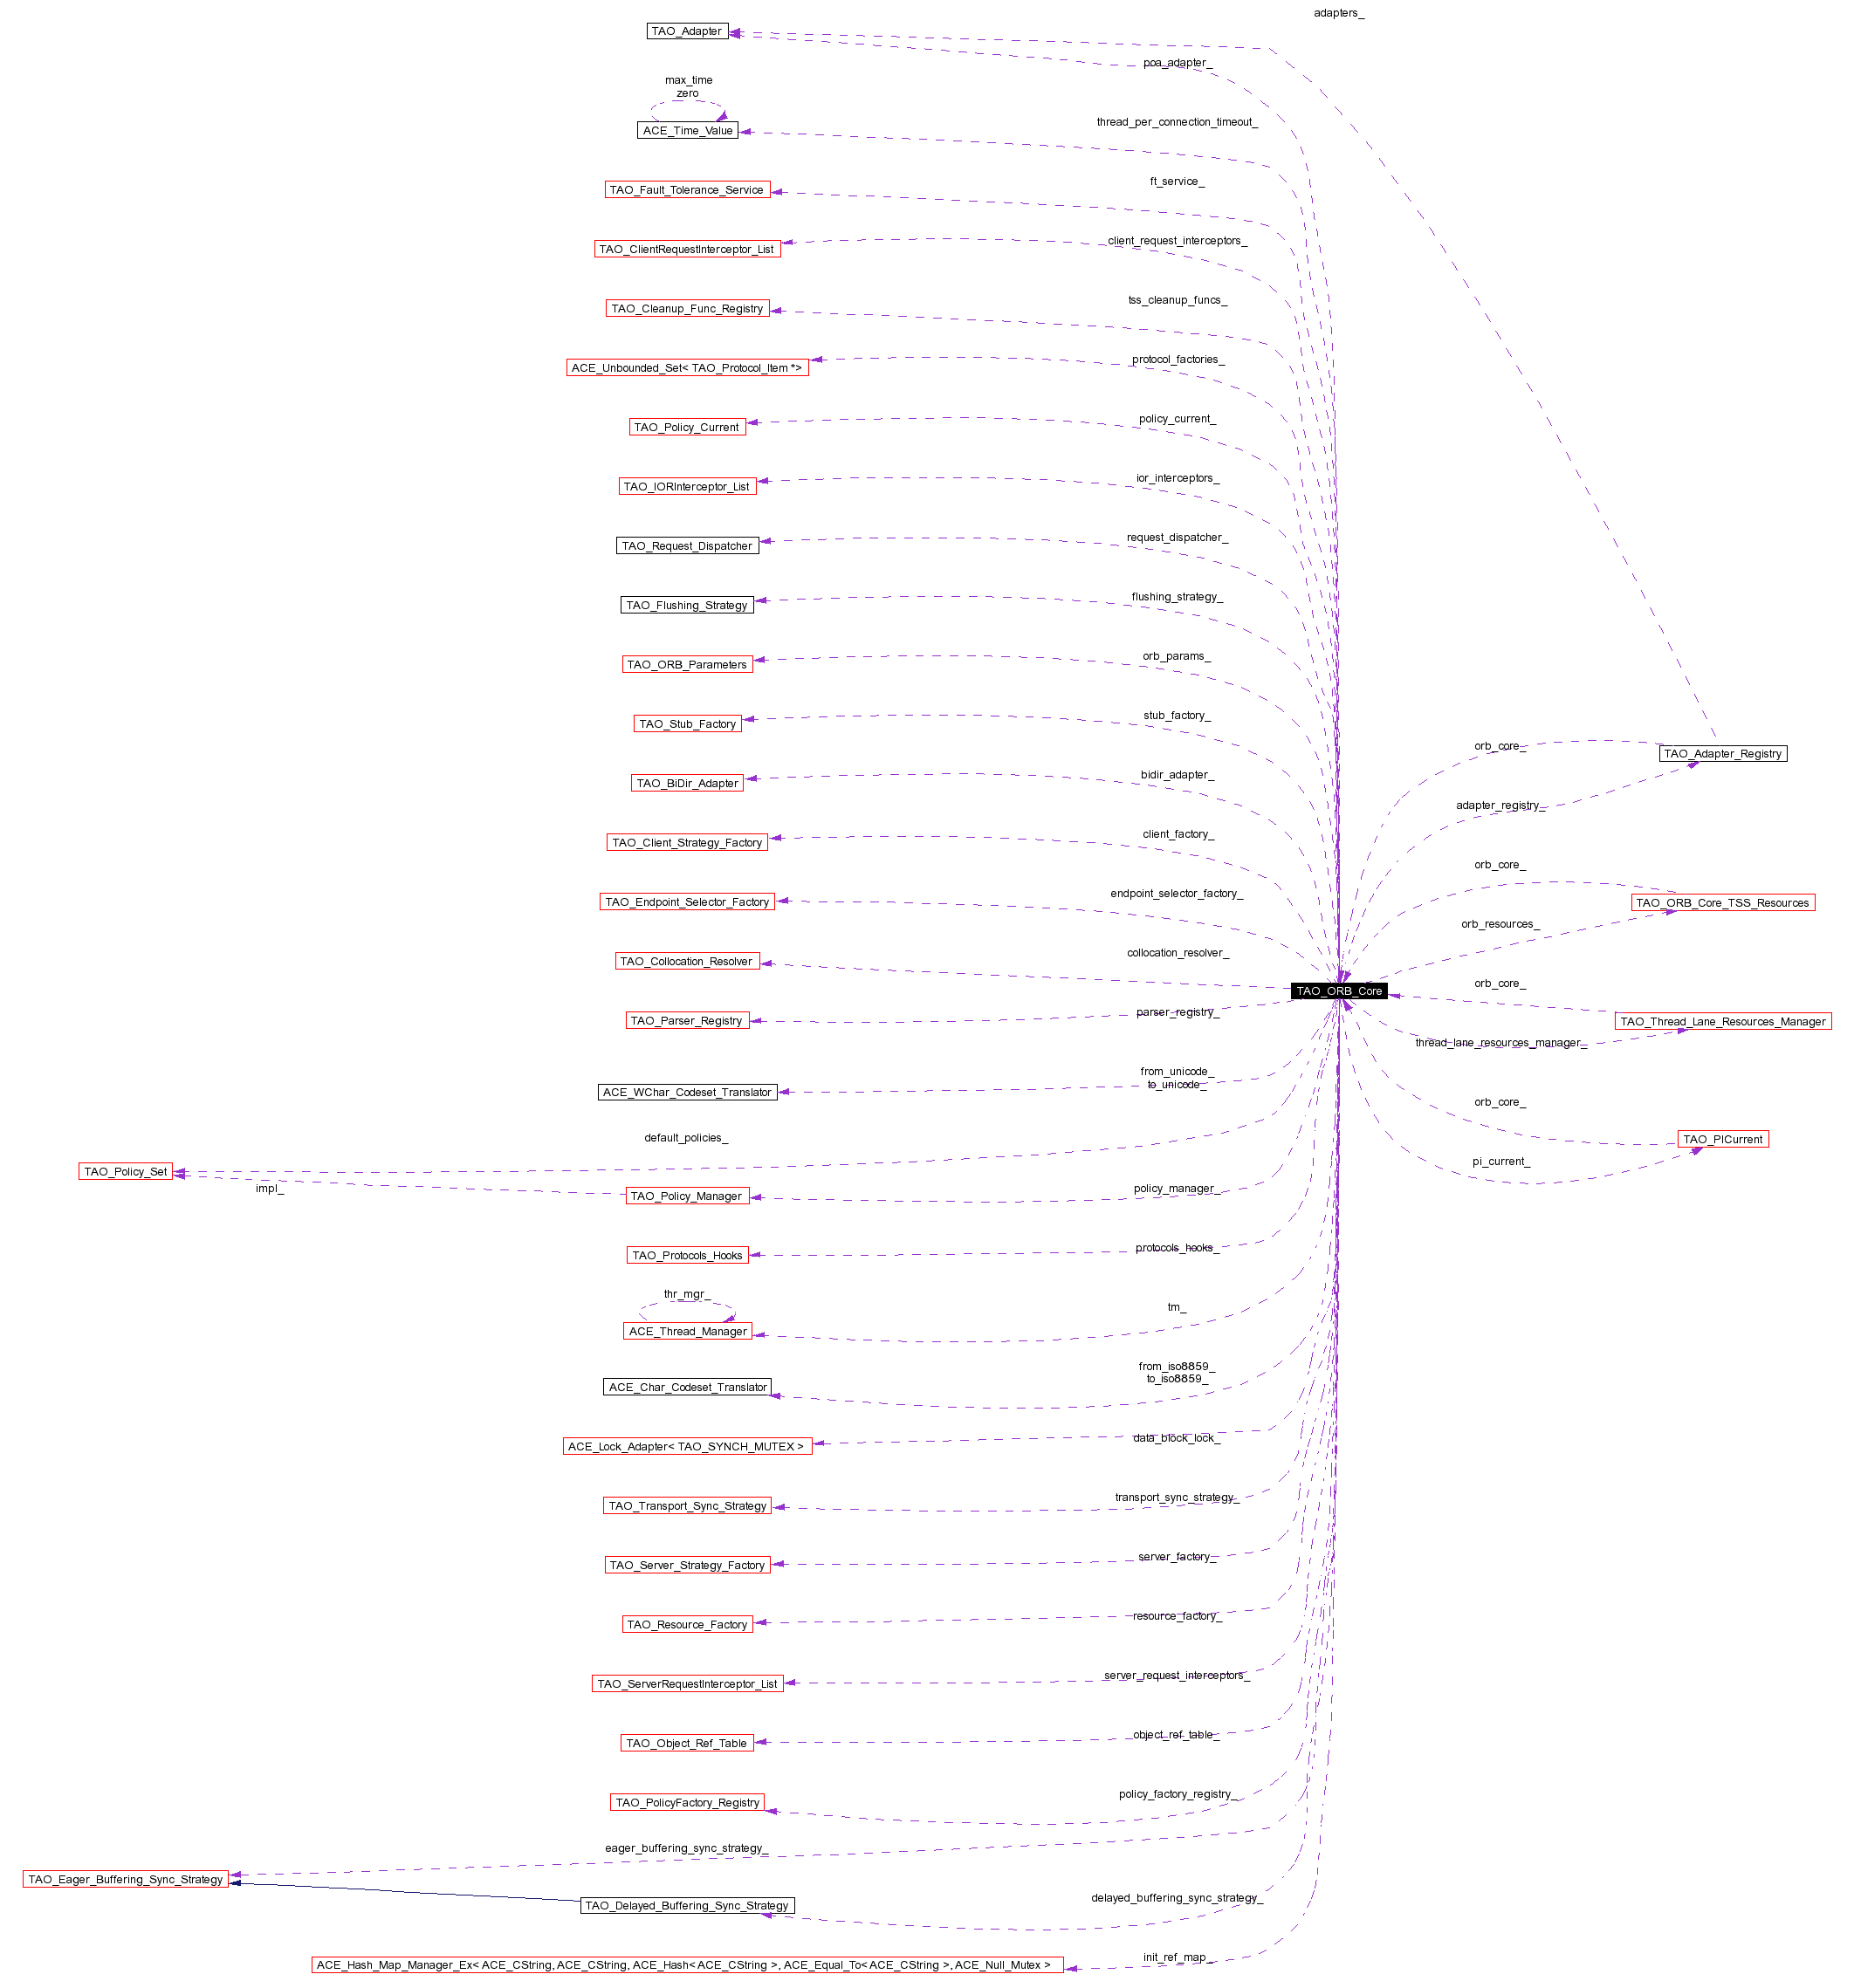 adapters_
TAO_Adapter
poa_adapter_
max_time
zero
ACE_Time_Value
thread_per_connection_timeout_
ft_service_
TAO_Fault_Tolerance_Service
client_request_interceptors_
TAO_ClientRequestInterceptor_List
tss_cleanup_funcs_
TAO_Cleanup_Func_Registry
protocol_factories_
ACE_Unbounded_Set< TAO_Protocol_Item *>
policy_current_
TAO_Policy_Current
ior_interceptors_
TAO_IORInterceptor_List
request_dispatcher_
TAO_Request_Dispatcher
flushing_strategy_
TAO_Flushing_Strategy
orb_params_
TAO_ORB_Parameters
stub_factory_
TAO_Stub_Factory
orb_core_
TAO_Adapter_Registry
bidir_adapter_
TAO_BiDir_Adapter
adapter_registry_
client_factory_
TAO_Client_Strategy_Factory
orb_core_
endpoint_selector_factory_
TAO_Endpoint_Selector_Factory
TAO_ORB_Core_TSS_Resources
orb_resources_
collocation_resolver_
TAO_Collocation_Resolver
orb_core_
TAO_ORB_Core
parser_registry_
TAO_Parser_Registry
TAO_Thread_Lane_Resources_Manager
thread_lane_resources_manager_
from_unicode_
to_unicode_
ACE_WChar_Codeset_Translator
orb_core_
default_policies_
TAO_PICurrent
pi_current_
TAO_Policy_Set
impl_
TAO_Policy_Manager
policy_manager_
TAO_Protocols_Hooks
protocols_hooks_
thr_mgr_
ACE_Thread_Manager
tm_
from_iso8859_
to_iso8859_
ACE_Char_Codeset_Translator
data_block_lock_
ACE_Lock_Adapter< TAO_SYNCH_MUTEX >
transport_sync_strategy_
TAO_Transport_Sync_Strategy
server_factory_
TAO_Server_Strategy_Factory
resource_factory_
TAO_Resource_Factory
server_request_interceptors_
TAO_ServerRequestInterceptor_List
object_ref_table_
TAO_Object_Ref_Table
policy_factory_registry_
TAO_PolicyFactory_Registry
eager_buffering_sync_strategy_
TAO_Eager_Buffering_Sync_Strategy
delayed_buffering_sync_strategy_
TAO_Delayed_Buffering_Sync_Strategy
init_ref_map_
ACE_Hash_Map_Manager_Ex< ACE_CString, ACE_CString, ACE_Hash< ACE_CString >, ACE_Equal_To< ACE_CString >, ACE_Null_Mutex >